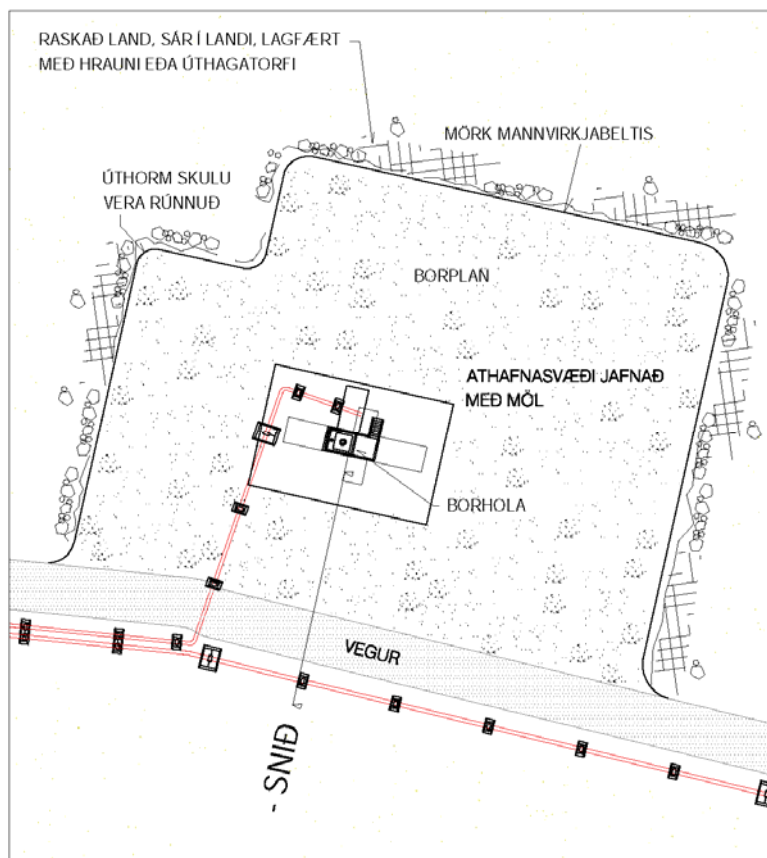 RASKAÐ LAND, SÁR Í LANDI, LAGFÆRT
MEÐ HRAUNI EÐA ÚTHAGATORFI
MÖRK MANNVIRKJABELTIS
ÚTHORM SKULU
VERA RÚNNUÐ
BORPLAN
ATHAFNASVÆÐI JAFNAÐ
MEÐ MÖL
BORHOLA
VEGUR
- SNIÐ